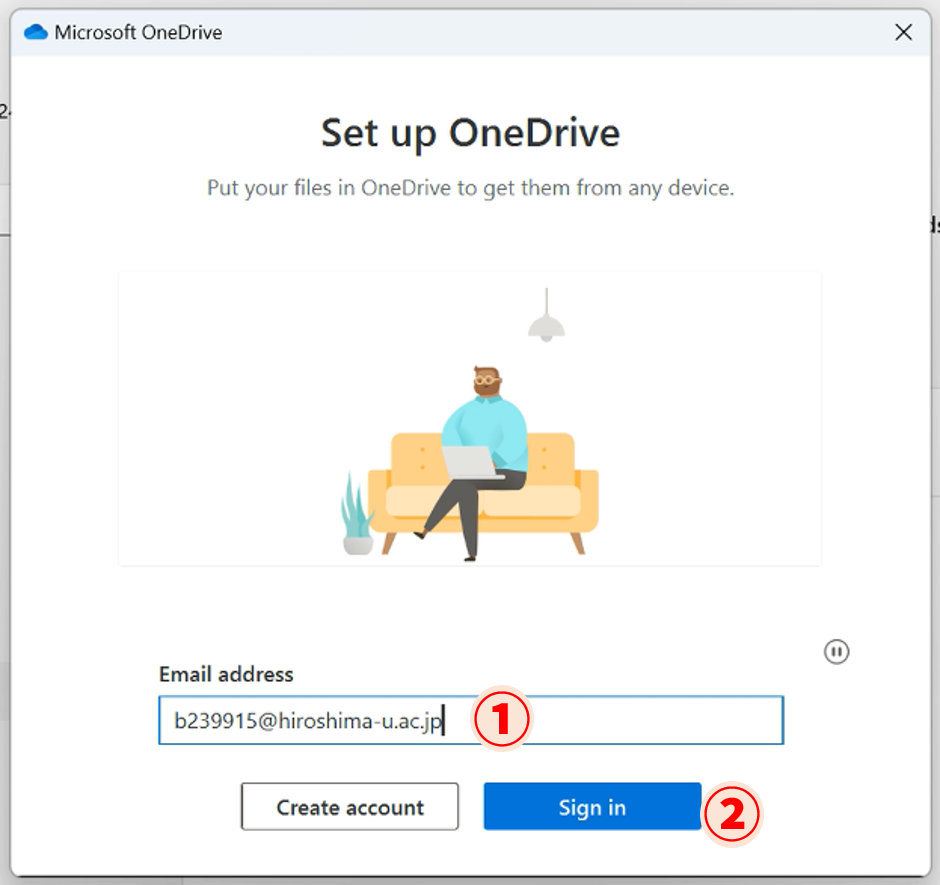 Microsoft OneDrive
Set up OneDrive
Put your files in OneDrive to get them from any device.
Email address
b239915@hiroshima-u.ac.jp
1
Create account
Sign in
2